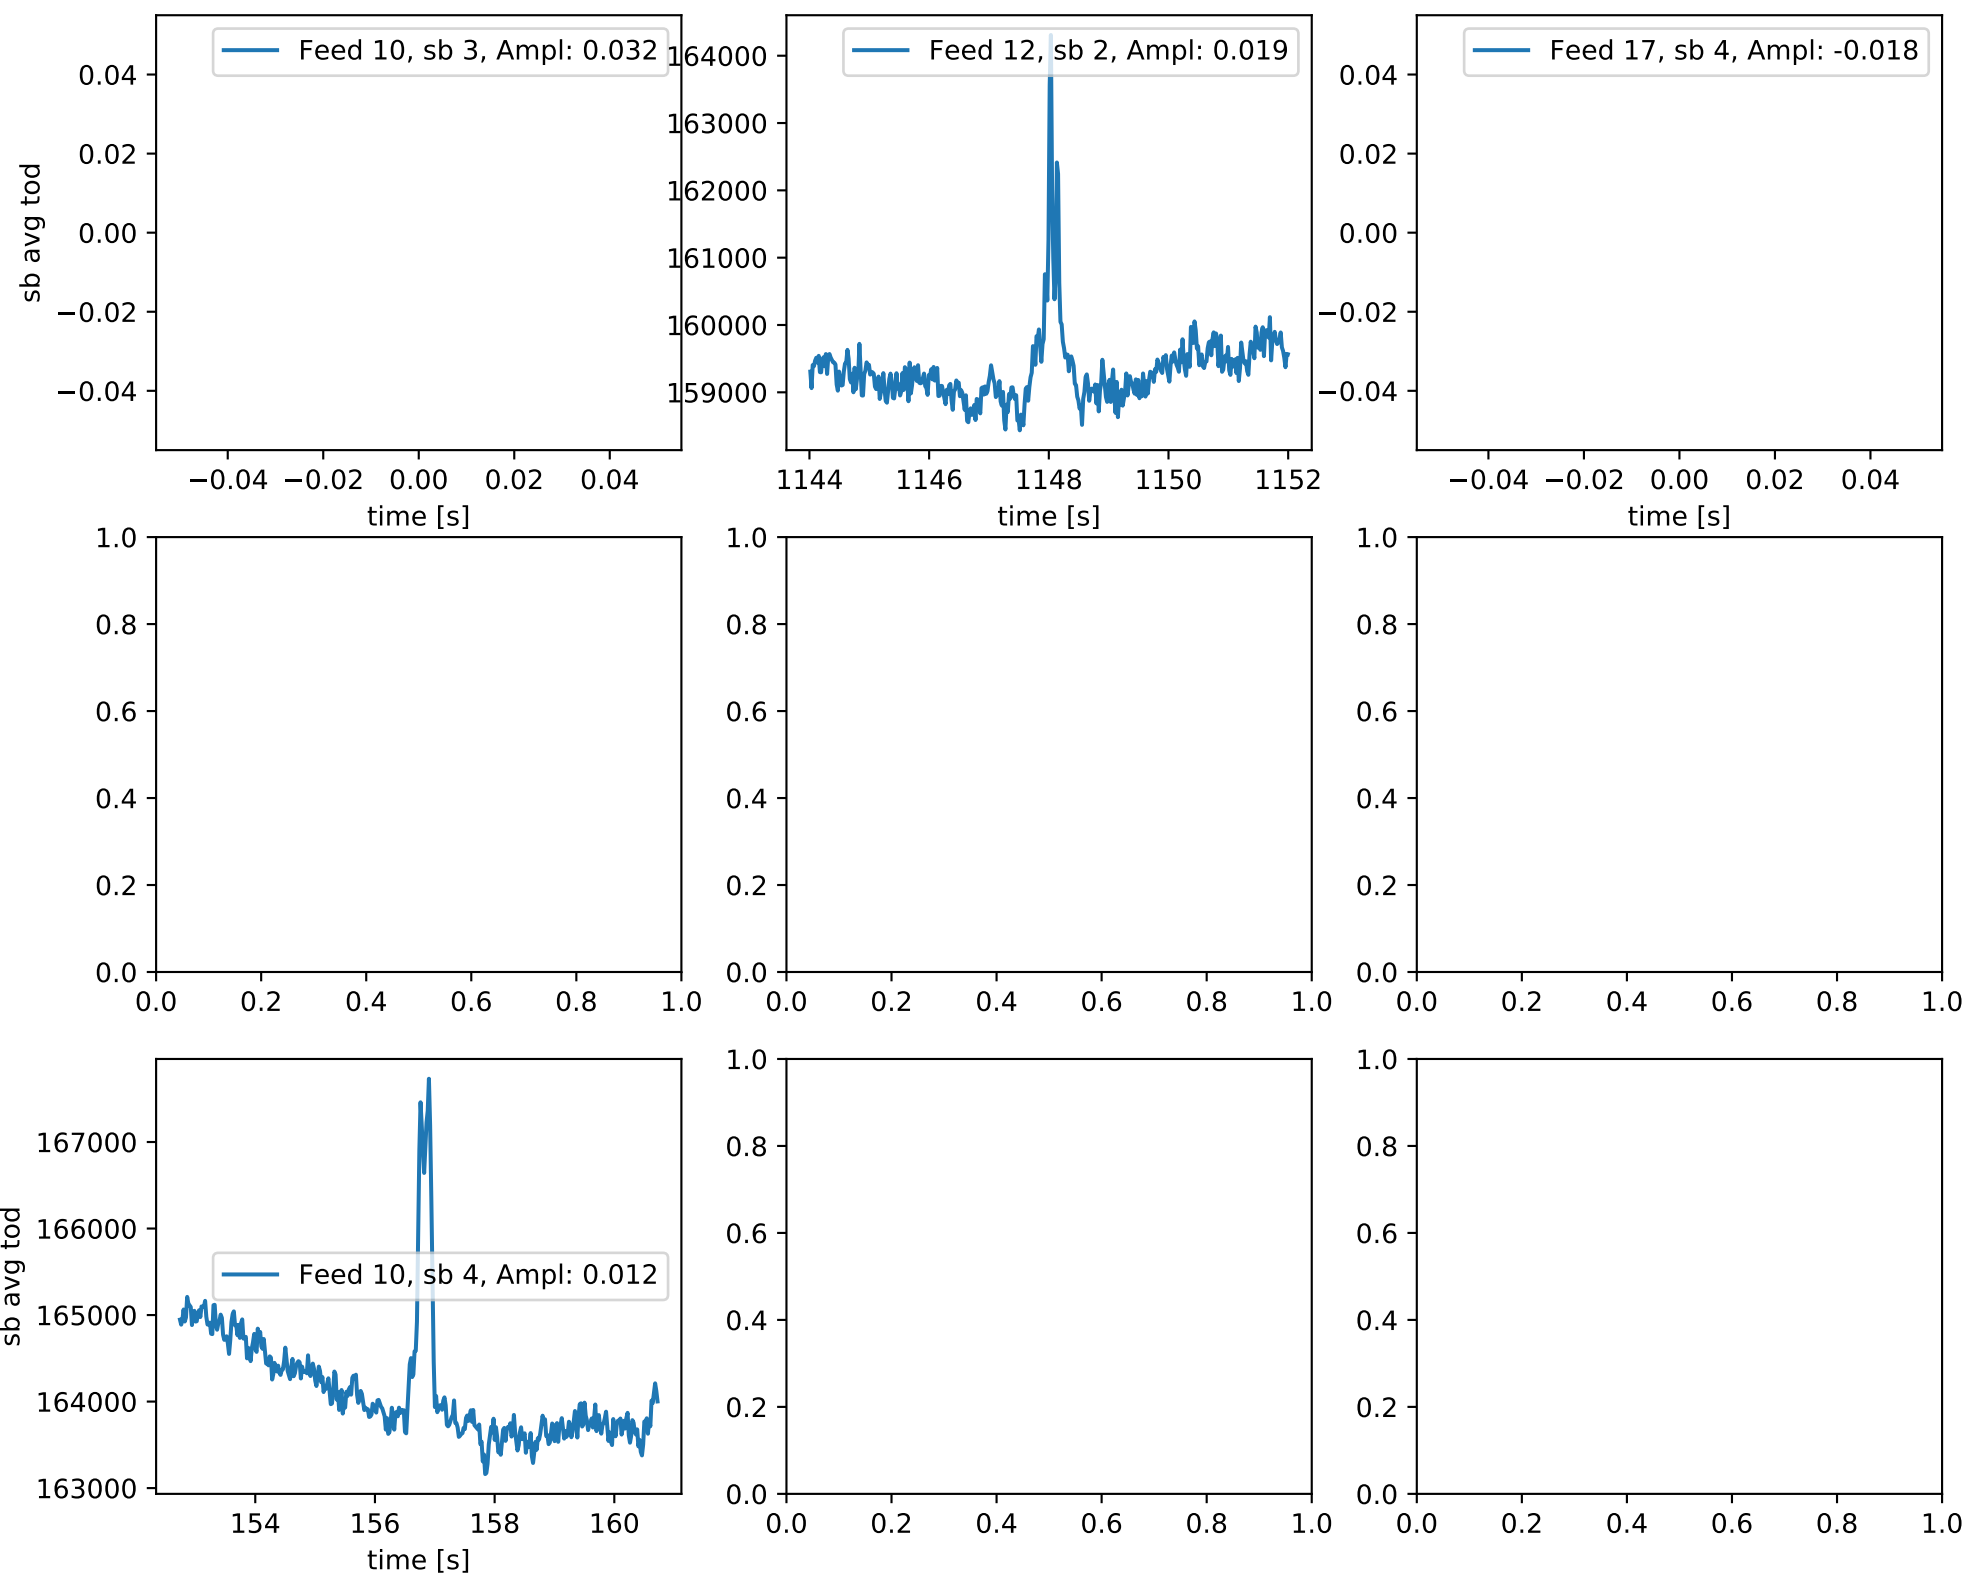 Feed 10, sb 3, Ampl: 0.032
0.04
0.02
0.00
−0.02
−0.04
sb avg tod
−0.04 −0.02 0.00 0.02 0.04
time [s]
Feed 12, sb 2, Ampl: 0.019
164000
163000
162000
161000
160000
159000
1144 1146 1148 1150 1152
time [s]
Feed 17, sb 4, Ampl: -0.018
0.04
0.02
0.00
−0.02
−0.04
−0.04 −0.02 0.00 0.02 0.04
time [s]
1.0
0.8
0.6
0.4
0.2
0.0
0.0 0.2 0.4 0.6 0.8 1.0
1.0
0.8
0.6
0.4
0.2
0.0
0.0 0.2 0.4 0.6 0.8 1.0
1.0
0.8
0.6
0.4
0.2
0.0
0.0 0.2 0.4 0.6 0.8 1.0
167000
166000
165000
164000
163000
sb avg tod
Feed 10, sb 4, Ampl: 0.012
154 156 158 160
time [s]
1.0
0.8
0.6
0.4
0.2
0.0
0.0 0.2 0.4 0.6 0.8 1.0
1.0
0.8
0.6
0.4
0.2
0.0
0.0 0.2 0.4 0.6 0.8 1.0